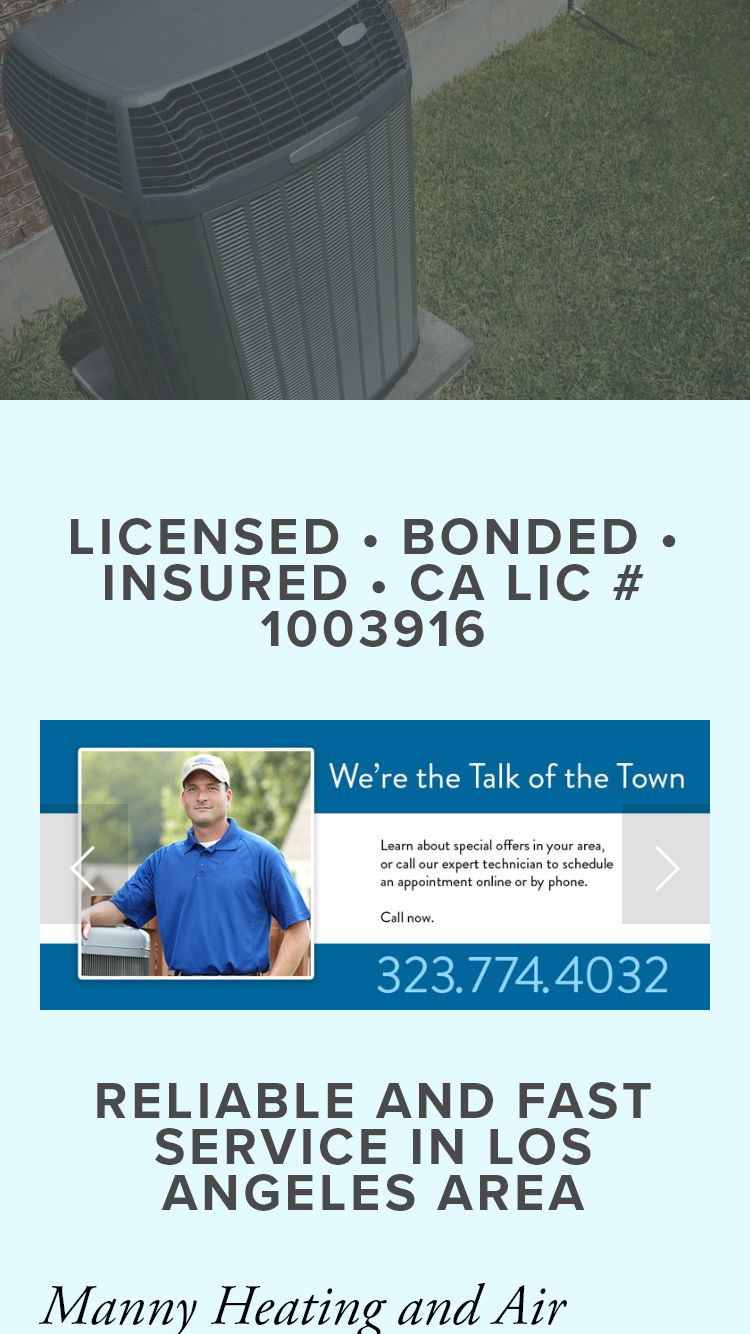 LICENSED • BONDED •
INSURED • CA LIC #
1003916
We're the Talk of the Town
Learn about special offers in your area,
or call our expert technician to schedule
an appointment online or by phone.
Call now.
323.774.4032
RELIABLE AND FAST
SERVICE IN LOS
ANGELES AREA
Manny Heating and Air